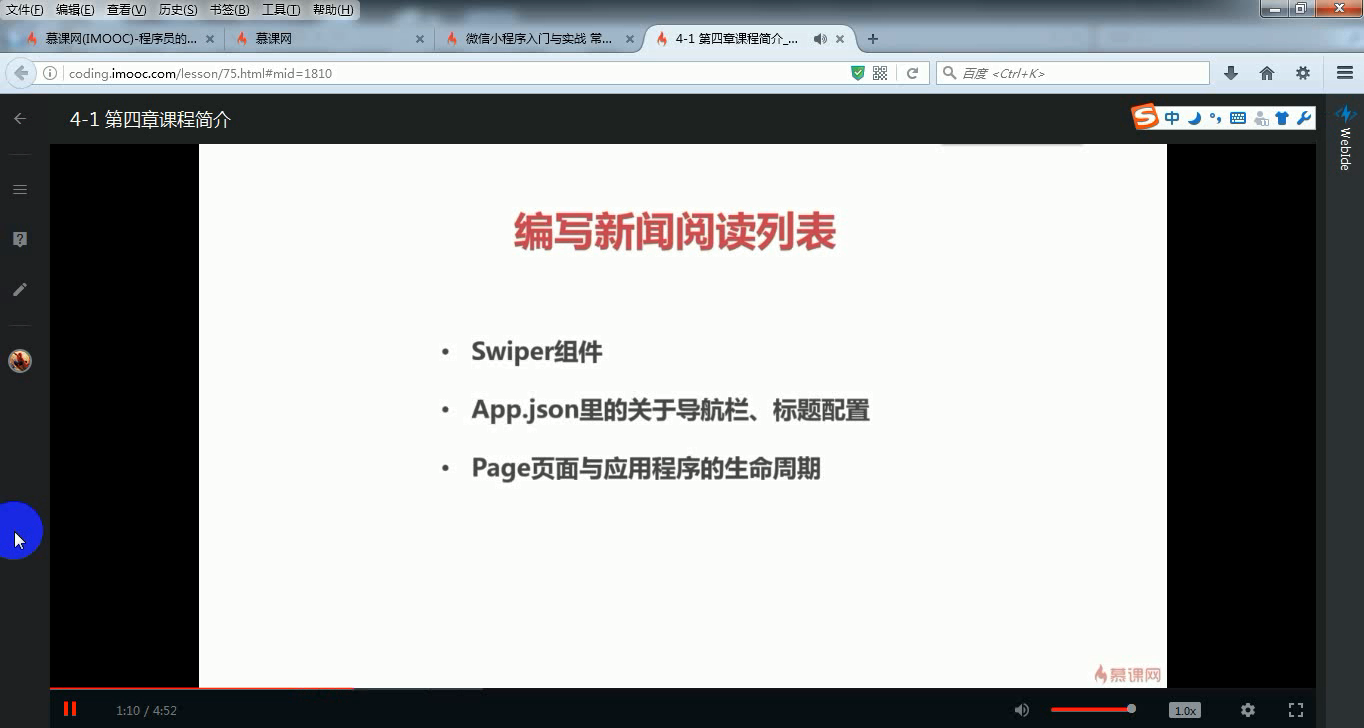 文件(F) 编辑(E) 查看(V) 历史(S) 书签(B) 工具(T) 帮助(H)
慕课网(IMOOC)-程序员的... 慕课网 微信小程序入门与实战 常... 4-1 第四章课程简介_...
coding.imooc.com/lesson/75.html#mid=1810 百度 <Ctrl+K>
4-1 第四章课程简介
S 中
WebIde
编写新闻阅读列表
• Swiper组件
• App.json里的关于导航栏、标题配置
• Page页面与应用程序的生命周期
慕课网
1:10 / 4:52 1.0x